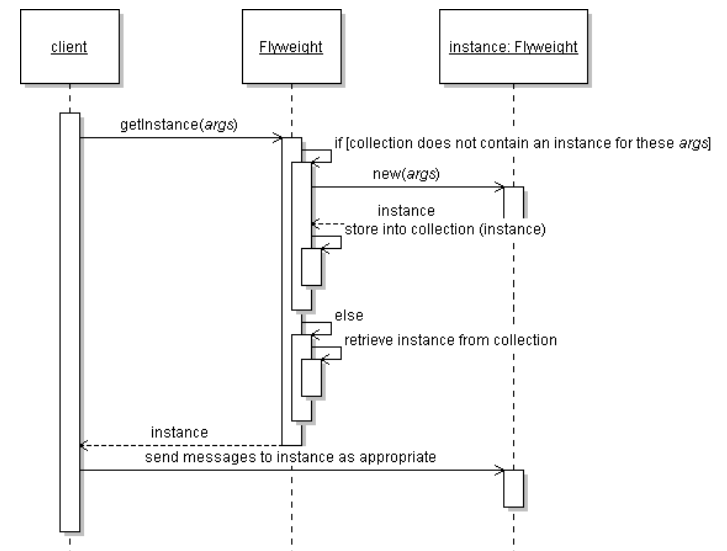 client
Flyweight
instance: Flyweight
getInstance(args)
if [collection does not contain an instance for these args]
new(args)
instance
store into collection (instance)
else
retrieve instance from collection
instance
send messages to instance as appropriate